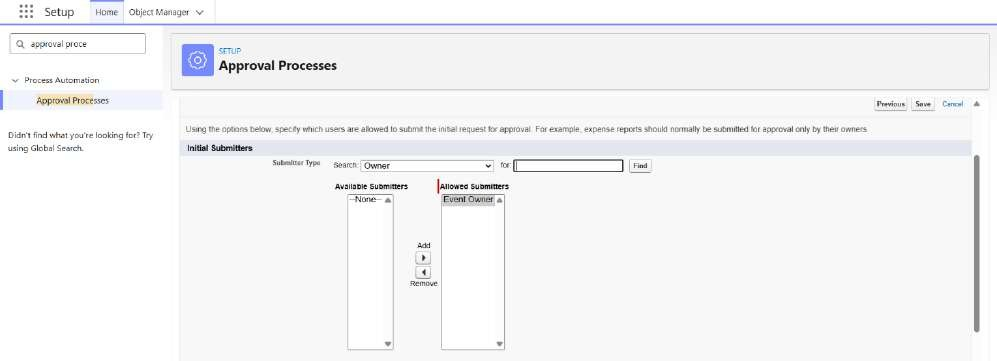 Setup Home Object Manager
approval proce
SETUP
Approval Processes
Process Automation
Approval Processes
Didn't find what you're looking for? Try
using Global Search.
Previous Save Cancel
Using the options below, specify which users are allowed to submit the initial request for approval. For example, expense reports should normally be submitted for approval only by their owners.
Initial Submitters
Submitter Type Search: Owner for: Find
Available Submitters Allowed Submitters
--None-- Event Owner
Add
Remove